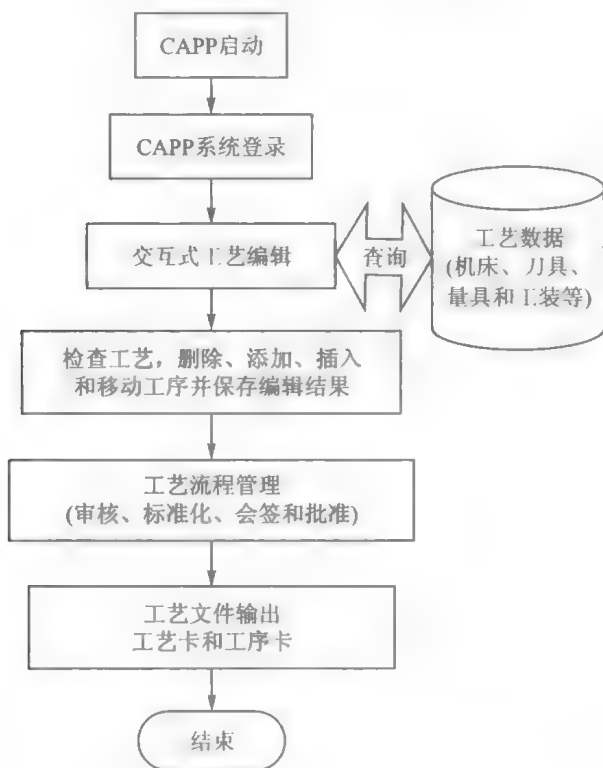 CAPP启动
CAPP系统登录
交互式工艺编辑
查询
工艺数据
(机床、刀具、
量具和工装等)
检查工艺，删除、添加、插入
和移动工序并保存编辑结果
工艺流程管理
(审核、标准化、会签和批准)
工艺文件输出
工艺卡和工序卡
结束